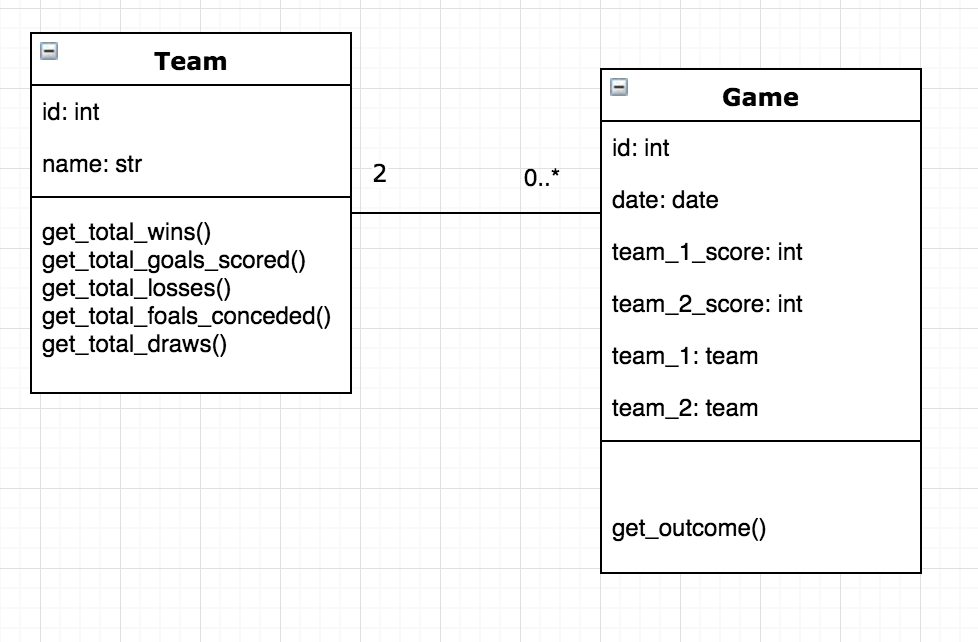 Team
id: int
name: str
get_total_wins()
get_total_goals_scored()
get_total_losses()
get_total_foals_conceded()
get_total_draws()
2
0..*
Game
id: int
date: date
team_1_score: int
team_2_score: int
team_1: team
team_2: team
get_outcome()